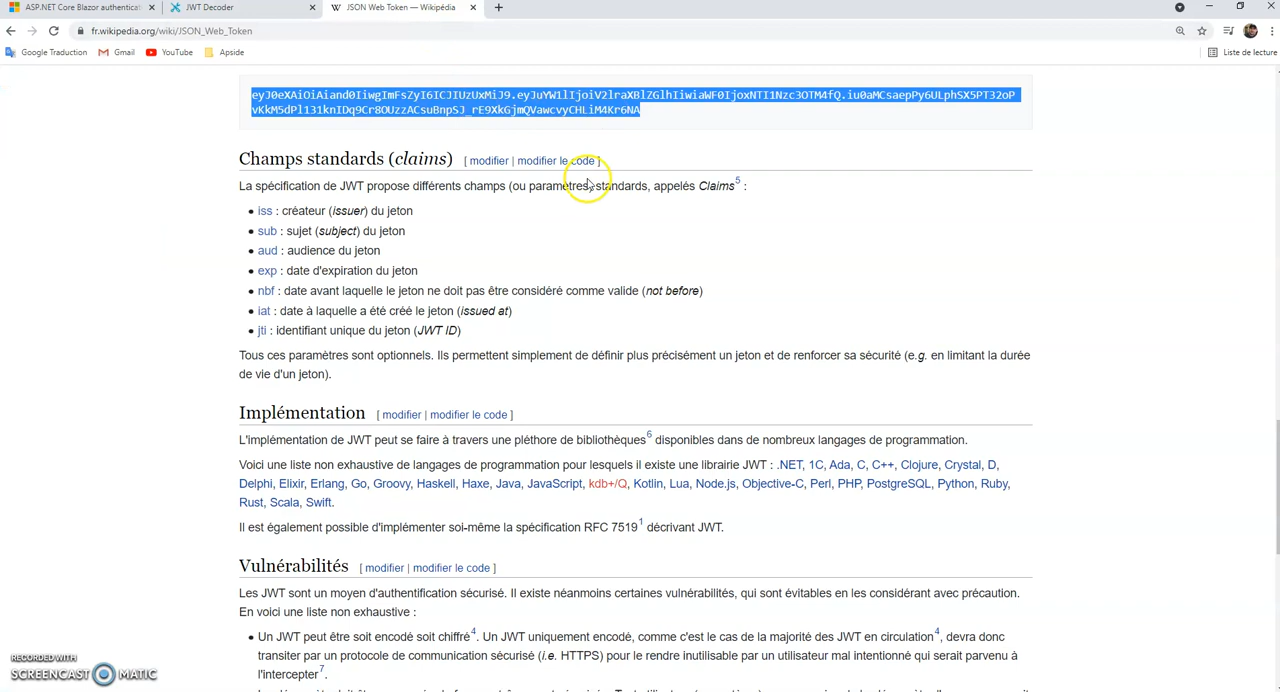 ASP.NET Core Blazor authenticat
JWT Decoder
JSON Web Token — Wikipédia
fr.wikipedia.org/wiki/JSON_Web_Token
Google Traduction
Gmail
YouTube
Apside
Liste de lecture
eyJ0eXAiOiAiand0IiwgImFsZyI6ICJIUzUxMiJ9.eyJuYW1lIjoiV2lraXBlZGlhIiwiaWF0IjoxNTI1Nzc3OTM4fQ.iu0aMCsaepPy6ULphSX5PT32oP
vKkM5dPl131knIDq9Cr8OUzzACsuBnpSJ_rE9XkGjmQVawcvyCHLiM4Kr6NA
Champs standards (claims) [ modifier | modifier le code ]
La spécification de JWT propose différents champs (ou paramètres) standards, appelés Claims5 :
iss : créateur (issuer) du jeton
sub : sujet (subject) du jeton
aud : audience du jeton
exp : date d'expiration du jeton
nbf : date avant laquelle le jeton ne doit pas être considéré comme valide (not before)
iat : date à laquelle a été créé le jeton (issued at)
jti : identifiant unique du jeton (JWT ID)
Tous ces paramètres sont optionnels. Ils permettent simplement de définir plus précisément un jeton et de renforcer sa sécurité (e.g. en limitant la durée
de vie d'un jeton).
Implémentation [ modifier | modifier le code ]
L'implémentation de JWT peut se faire à travers une pléthore de bibliothèques6 disponibles dans de nombreux langages de programmation.
Voici une liste non exhaustive de langages de programmation pour lesquels il existe une librairie JWT : .NET, 1C, Ada, C, C++, Clojure, Crystal, D,
Delphi, Elixir, Erlang, Go, Groovy, Haskell, Haxe, Java, JavaScript, kdb+/Q, Kotlin, Lua, Node.js, Objective-C, Perl, PHP, PostgreSQL, Python, Ruby,
Rust, Scala, Swift.
Il est également possible d'implémenter soi-même la spécification RFC 75191 décrivant JWT.
Vulnérabilités [ modifier | modifier le code ]
Les JWT sont un moyen d'authentification sécurisé. Il existe néanmoins certaines vulnérabilités, qui sont évitables en les considérant avec précaution.
En voici une liste non exhaustive :
Un JWT peut être soit encodé soit chiffré4. Un JWT uniquement encodé, comme c'est le cas de la majorité des JWT en circulation4, devra donc
transiter par un protocole de communication sécurisé (i.e. HTTPS) pour le rendre inutilisable par un utilisateur mal intentionné qui serait parvenu à
l'intercepter7.
RECORDED WITH
SCREENCAST MATIC